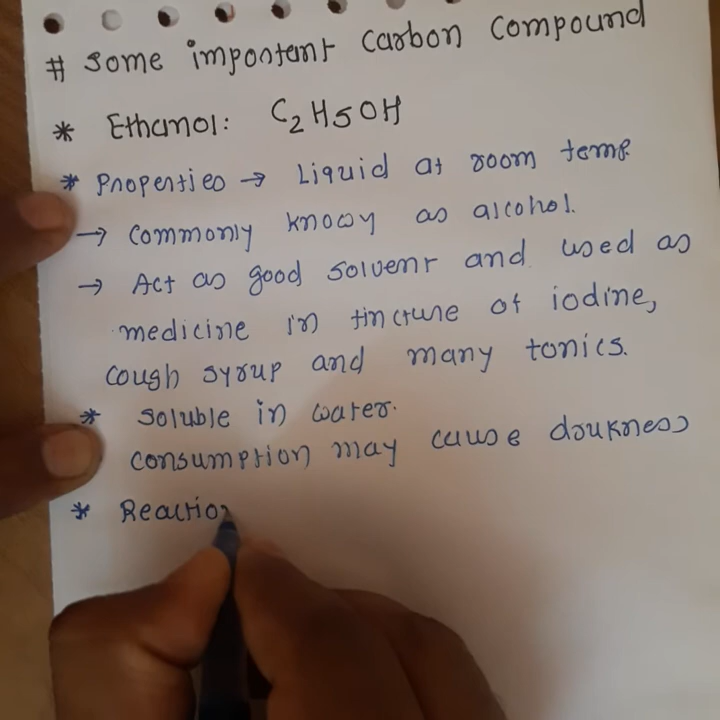 # Some important Carbon Compound
* Ethanol: C₂H5OH
* Properties → Liquid at room temp.
→ Commonly knowy as alcohol.
→ Act as good solvent and used as
medicine in tincture of iodine,
cough syrup and many tonics.
* Soluble in water.
consumption may cause drukness
* Reaction